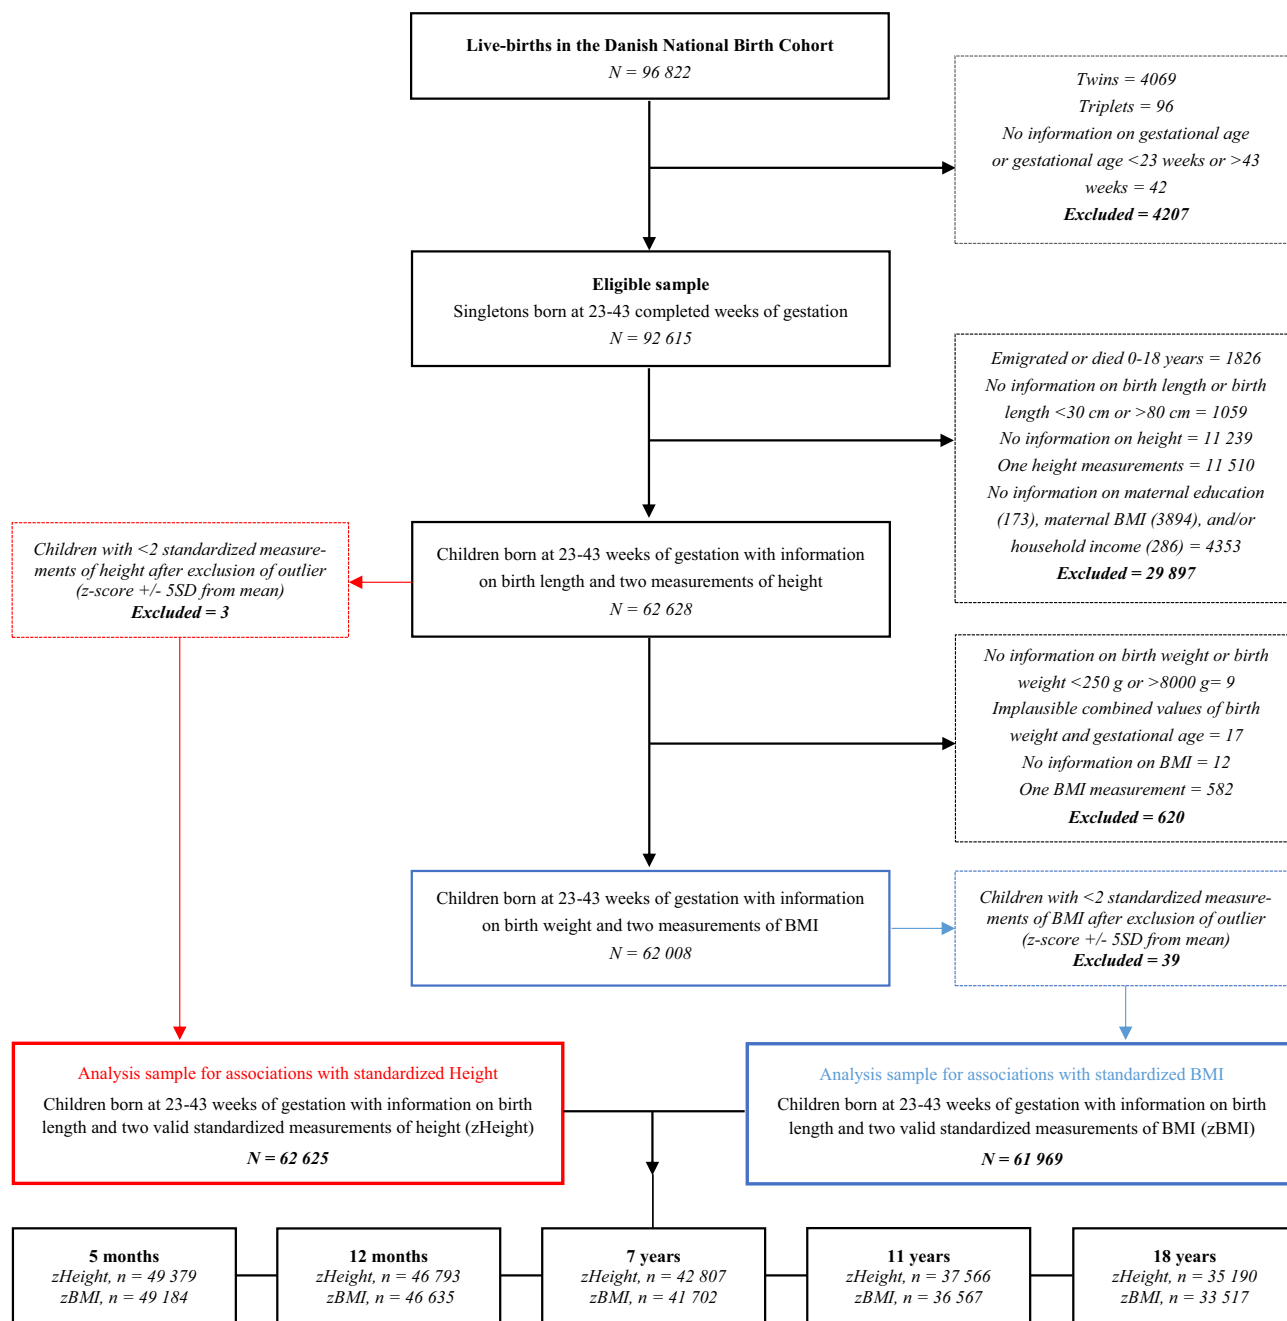 Live-births in the Danish National Birth Cohort
N = 96 822
Twins = 4069
Triplets = 96
No information on gestational age
or gestational age <23 weeks or >43
weeks = 42
Excluded = 4207
Eligible sample
Singletons born at 23-43 completed weeks of gestation
N = 92 615
Emigrated or died 0-18 years = 1826
No information on birth length or birth
length <30 cm or >80 cm = 1059
No information on height = 11 239
One height measurements = 11 510
No information on maternal education
(173), maternal BMI (3894), and/or
household income (286) = 4353
Excluded = 29 897
Children with <2 standardized measure-
ments of height after exclusion of outlier
(z-score +/- 5SD from mean)
Excluded = 3
Children born at 23-43 weeks of gestation with information
on birth length and two measurements of height
N = 62 628
No information on birth weight or birth
weight <250 g or >8000 g= 9
Implausible combined values of birth
weight and gestational age = 17
No information on BMI = 12
One BMI measurement = 582
Excluded = 620
Children born at 23-43 weeks of gestation with information
on birth weight and two measurements of BMI
N = 62 008
Children with <2 standardized measure-
ments of BMI after exclusion of outlier
(z-score +/- 5SD from mean)
Excluded = 39
Analysis sample for associations with standardized Height
Children born at 23-43 weeks of gestation with information on birth
length and two valid standardized measurements of height (zHeight)
N = 62 625
Analysis sample for associations with standardized BMI
Children born at 23-43 weeks of gestation with information on birth
length and two valid standardized measurements of BMI (zBMI)
N = 61 969
5 months
zHeight, n = 49 379
zBMI, n = 49 184
12 months
zHeight, n = 46 793
zBMI, n = 46 635
7 years
zHeight, n = 42 807
zBMI, n = 41 702
11 years
zHeight, n = 37 566
zBMI, n = 36 567
18 years
zHeight, n = 35 190
zBMI, n = 33 517